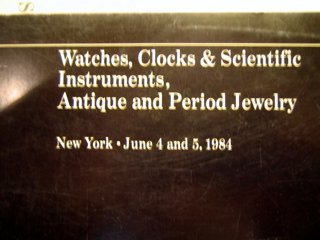 Watches, Clocks & Scientific
Instruments,
Antique and Period Jewelry
New York • June 4 and 5, 1984